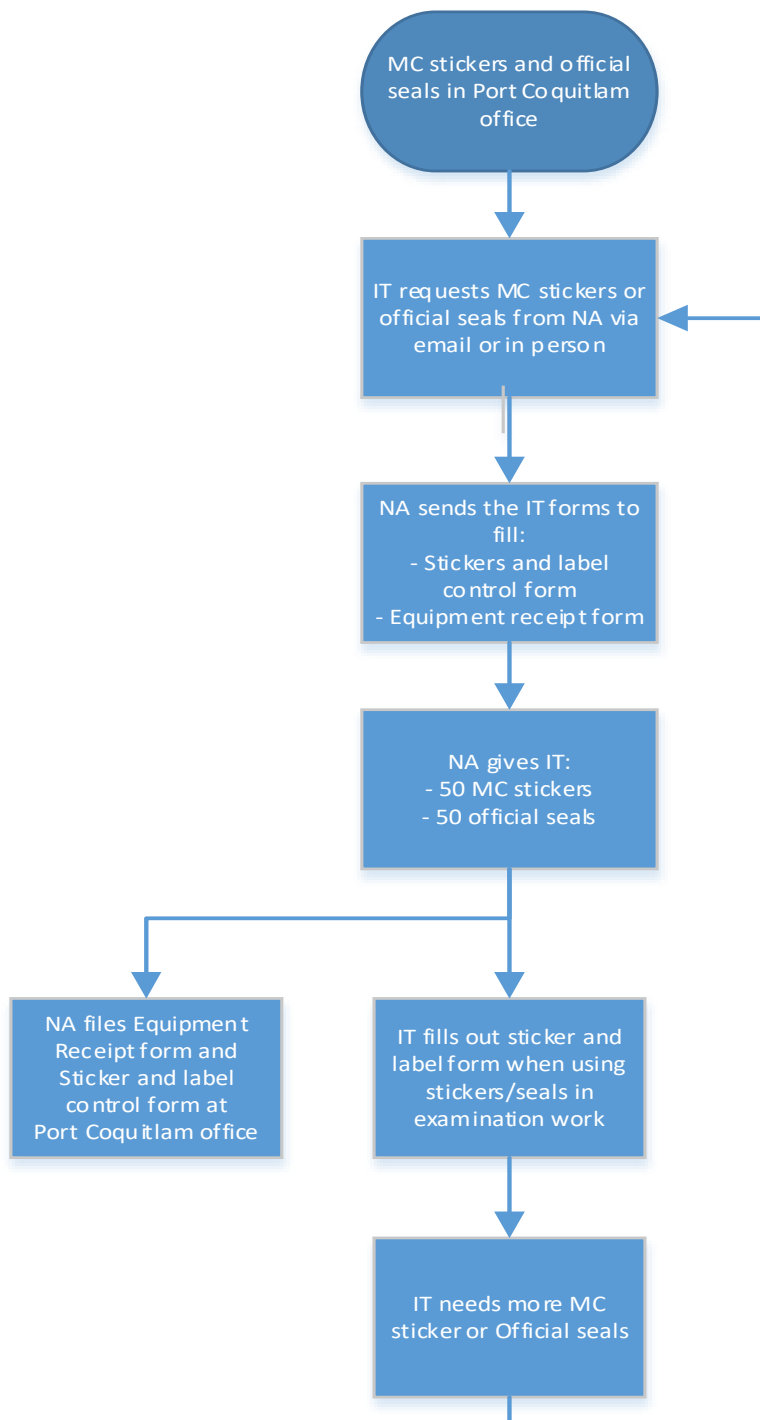 MC stickers and official
seals in Port Coquitlam
office
IT requests MC stickers or
official seals from NA via
email or in person
NA sends the IT forms to
fill:
- Stickers and label
control form
- Equipment receipt form
NA gives IT:
- 50 MC stickers
- 50 official seals
NA files Equipment
Receipt form and
Sticker and label
control form at
Port Coquitlam office
IT fills out sticker and
label form when using
stickers/seals in
examination work
IT needs more MC
sticker or Official seals